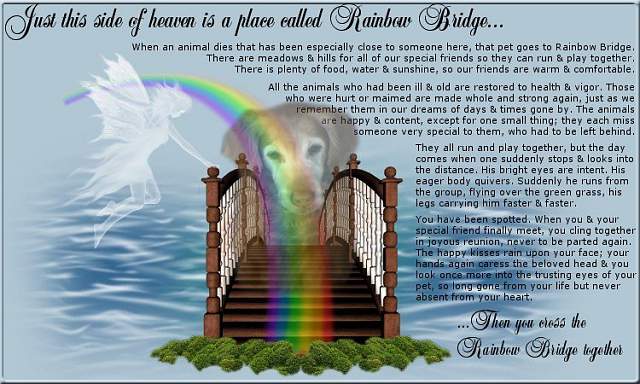 Just this side of heaven is a place called Rainbow Bridge...
When an animal dies that has been especially close to someone here, that pet goes to Rainbow Bridge.
There are meadows & hills for all of our special friends so they can run & play together.
There is plenty of food, water & sunshine, so our friends are warm & comfortable.
All the animals who had been ill & old are restored to health & vigor. Those
who were hurt or maimed are made whole and strong again, just as we
remember them in our dreams of days & times gone by. The animals
are happy & content, except for one small thing; they each miss
someone very special to them, who had to be left behind.
They all run and play together, but the day
comes when one suddenly stops & looks into
the distance. His bright eyes are intent. His
eager body quivers. Suddenly he runs from
the group, flying over the green grass, his
legs carrying him faster & faster.
You have been spotted. When you & your
special friend finally meet, you cling together
in joyous reunion, never to be parted again.
The happy kisses rain upon your face; your
hands again caress the beloved head & you
look once more into the trusting eyes of your
pet, so long gone from your life but never
absent from your heart.
...Then you cross the
Rainbow Bridge together